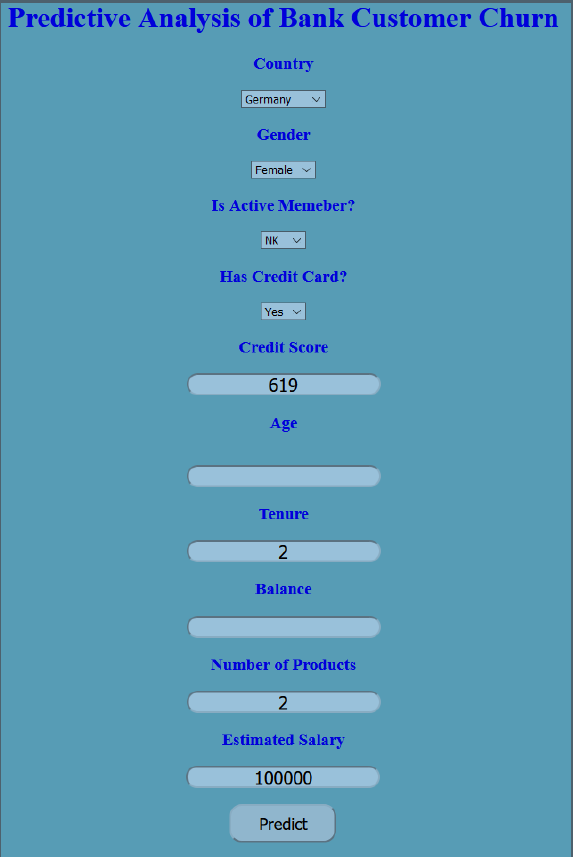 Predictive Analysis of Bank Customer Churn
Country
Germany
Gender
Female
Is Active Memeber?
NK
Has Credit Card?
Yes
Credit Score
619
Age
Tenure
2
Balance
Number of Products
2
Estimated Salary
100000
Predict